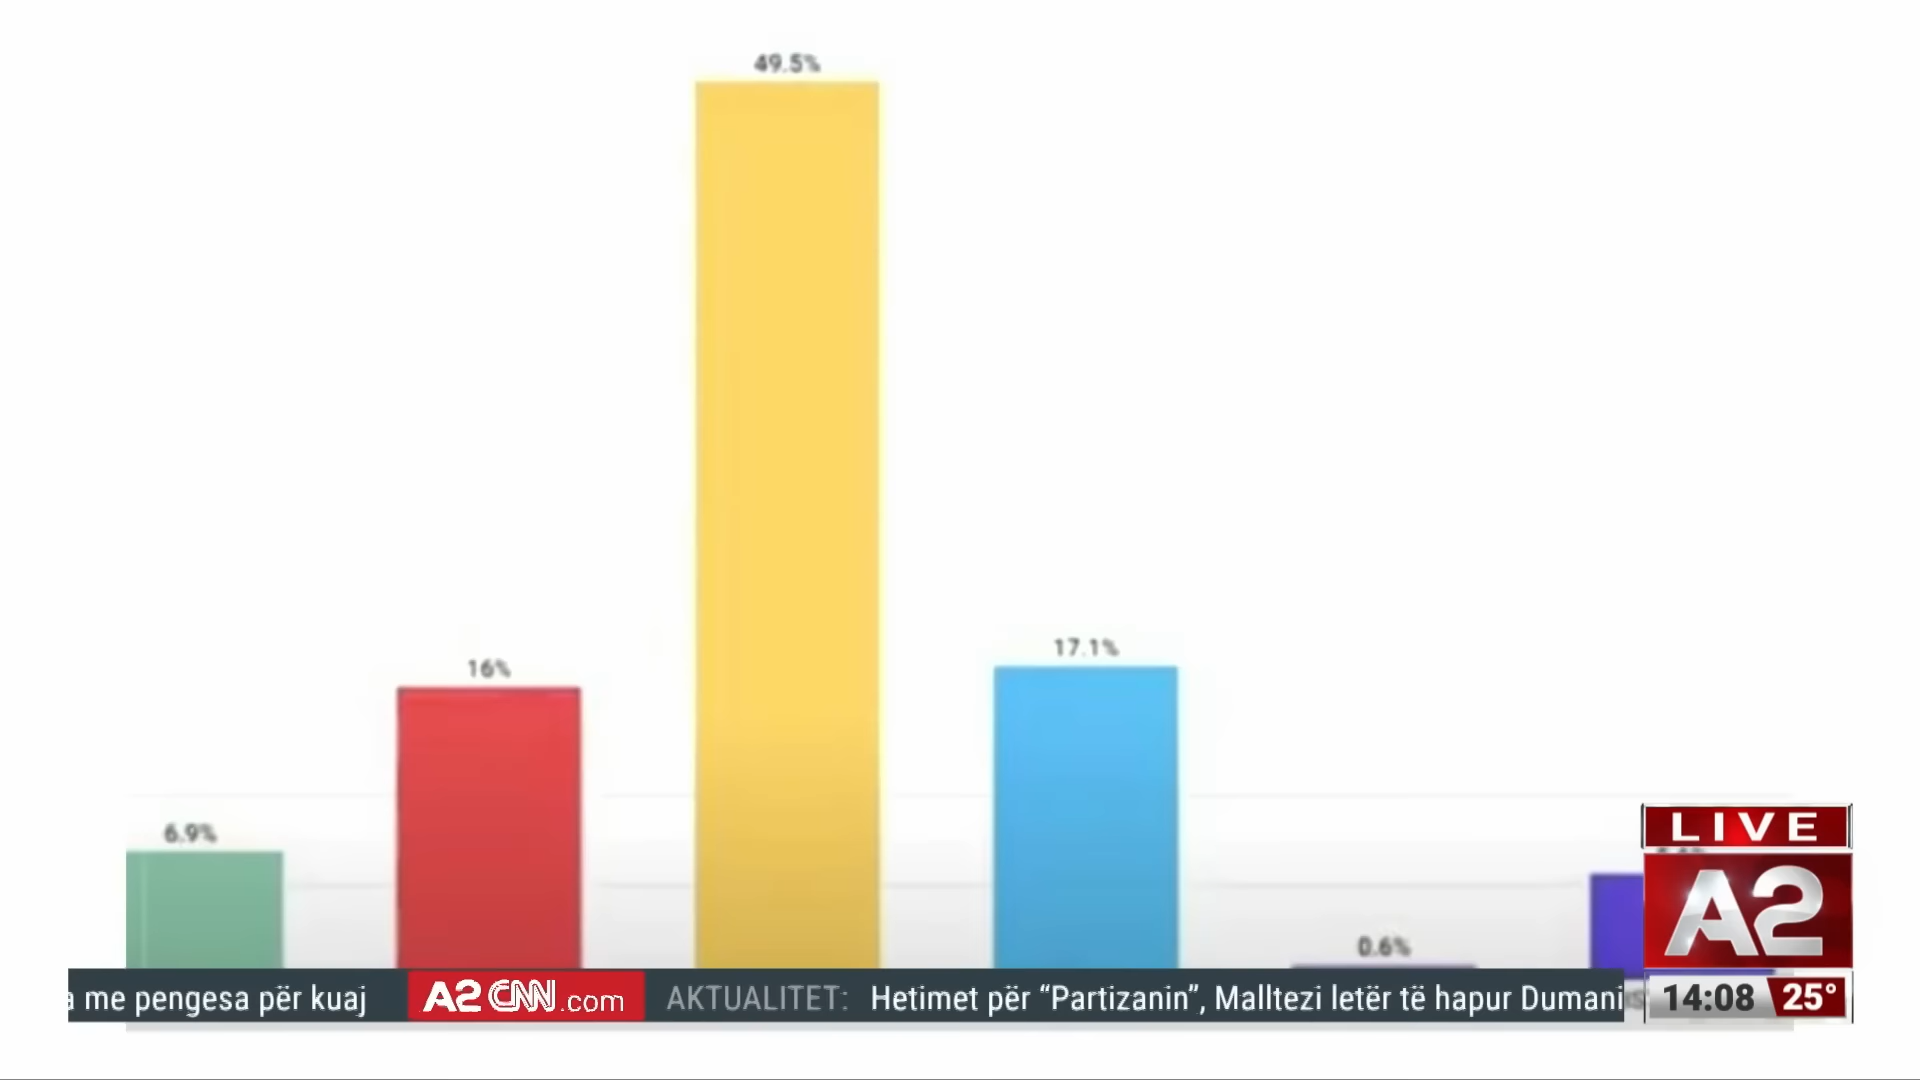 49.5%
17.1%
16%
6.9%
0.6%
LIVE
A2
a me pengesa për kuaj
A2 CNN.com
AKTUALITET: Hetimet për “Partizanin”, Malltezi letër të hapur Dumani
14:08
25°